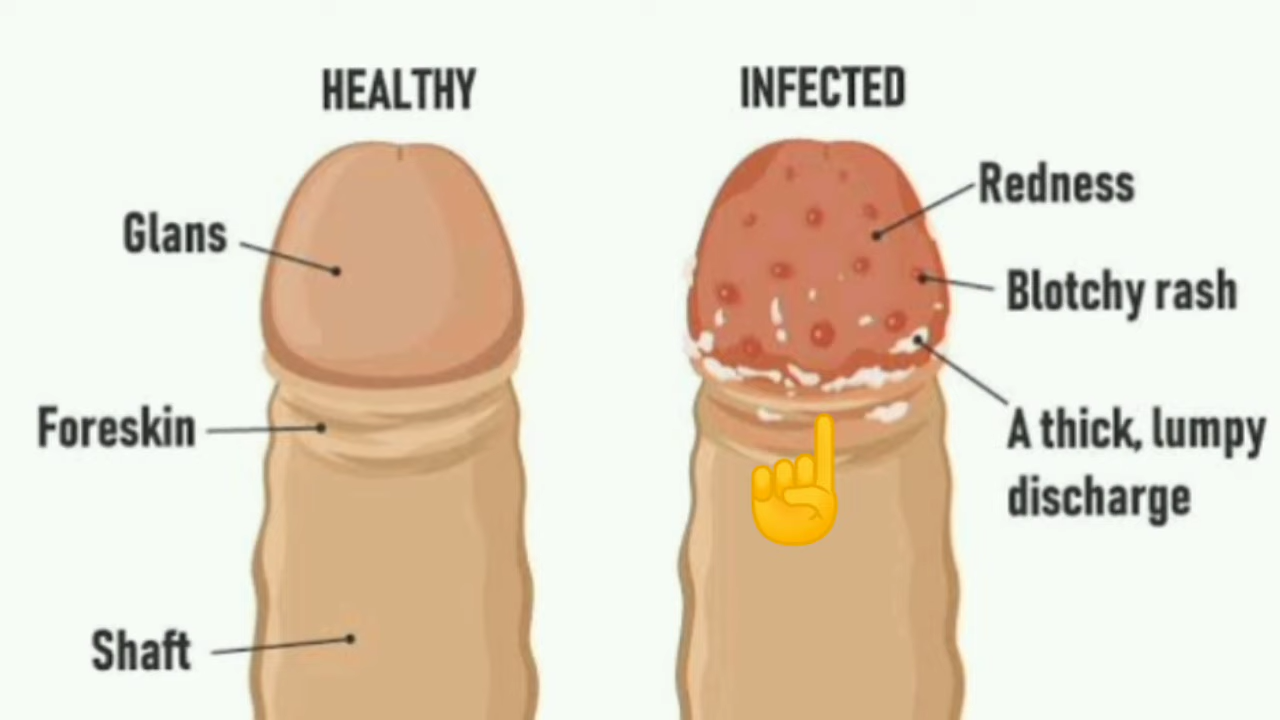 HEALTHY
INFECTED
Glans
Foreskin
Shaft
Redness
Blotchy rash
A thick, lumpy
discharge